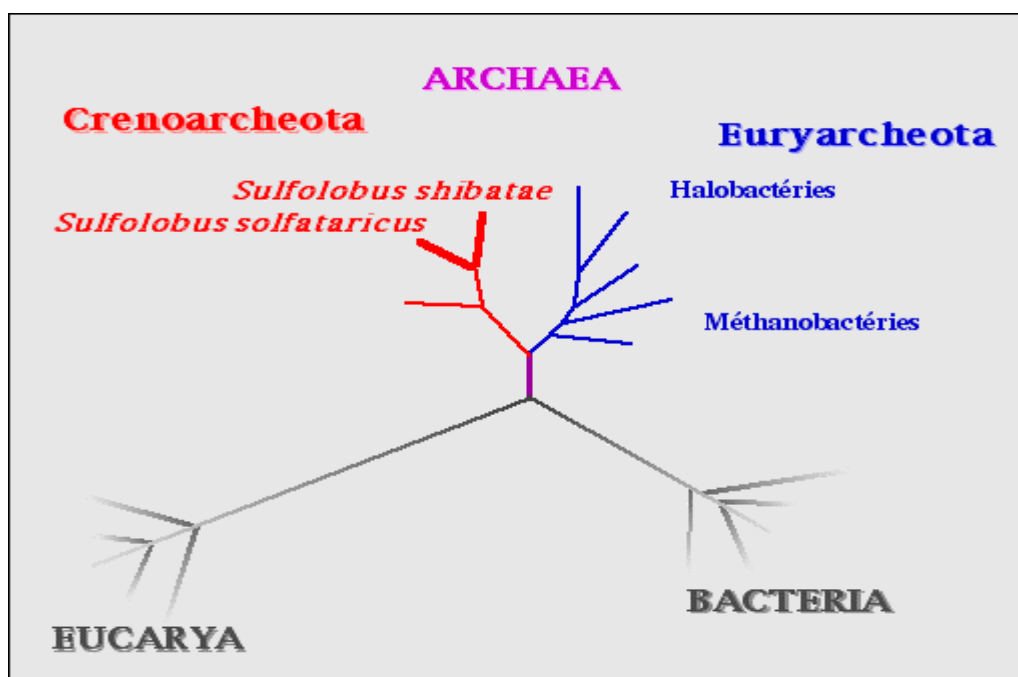 ARCHAEA
Crenoarcheota
Euryarcheota
Sulfolobus shibatae
Halobactéries
Sulfolobus solfataricus
Méthanobactéries
BACTERIA
EUCARYA